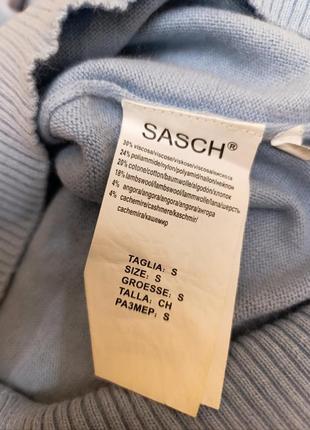 SASCH®
30% viscosa/viscose/viskose/viscosa/вискоза
24% poliammide/nylon/polyamid/nailon/нейлон
20% cotone/cotton/baumwolle/algodon/хлопок
18% lambswool/lambswool/lammwolle/lana/шерсть
4% angora/angora/angora/angora/ангора
4% cachemire/cashmere/kaschmir/
cachemira/кашемир
TAGLIA: S
SIZE: S
GROESSE: S
TALLA: CH
РАЗМЕР: S